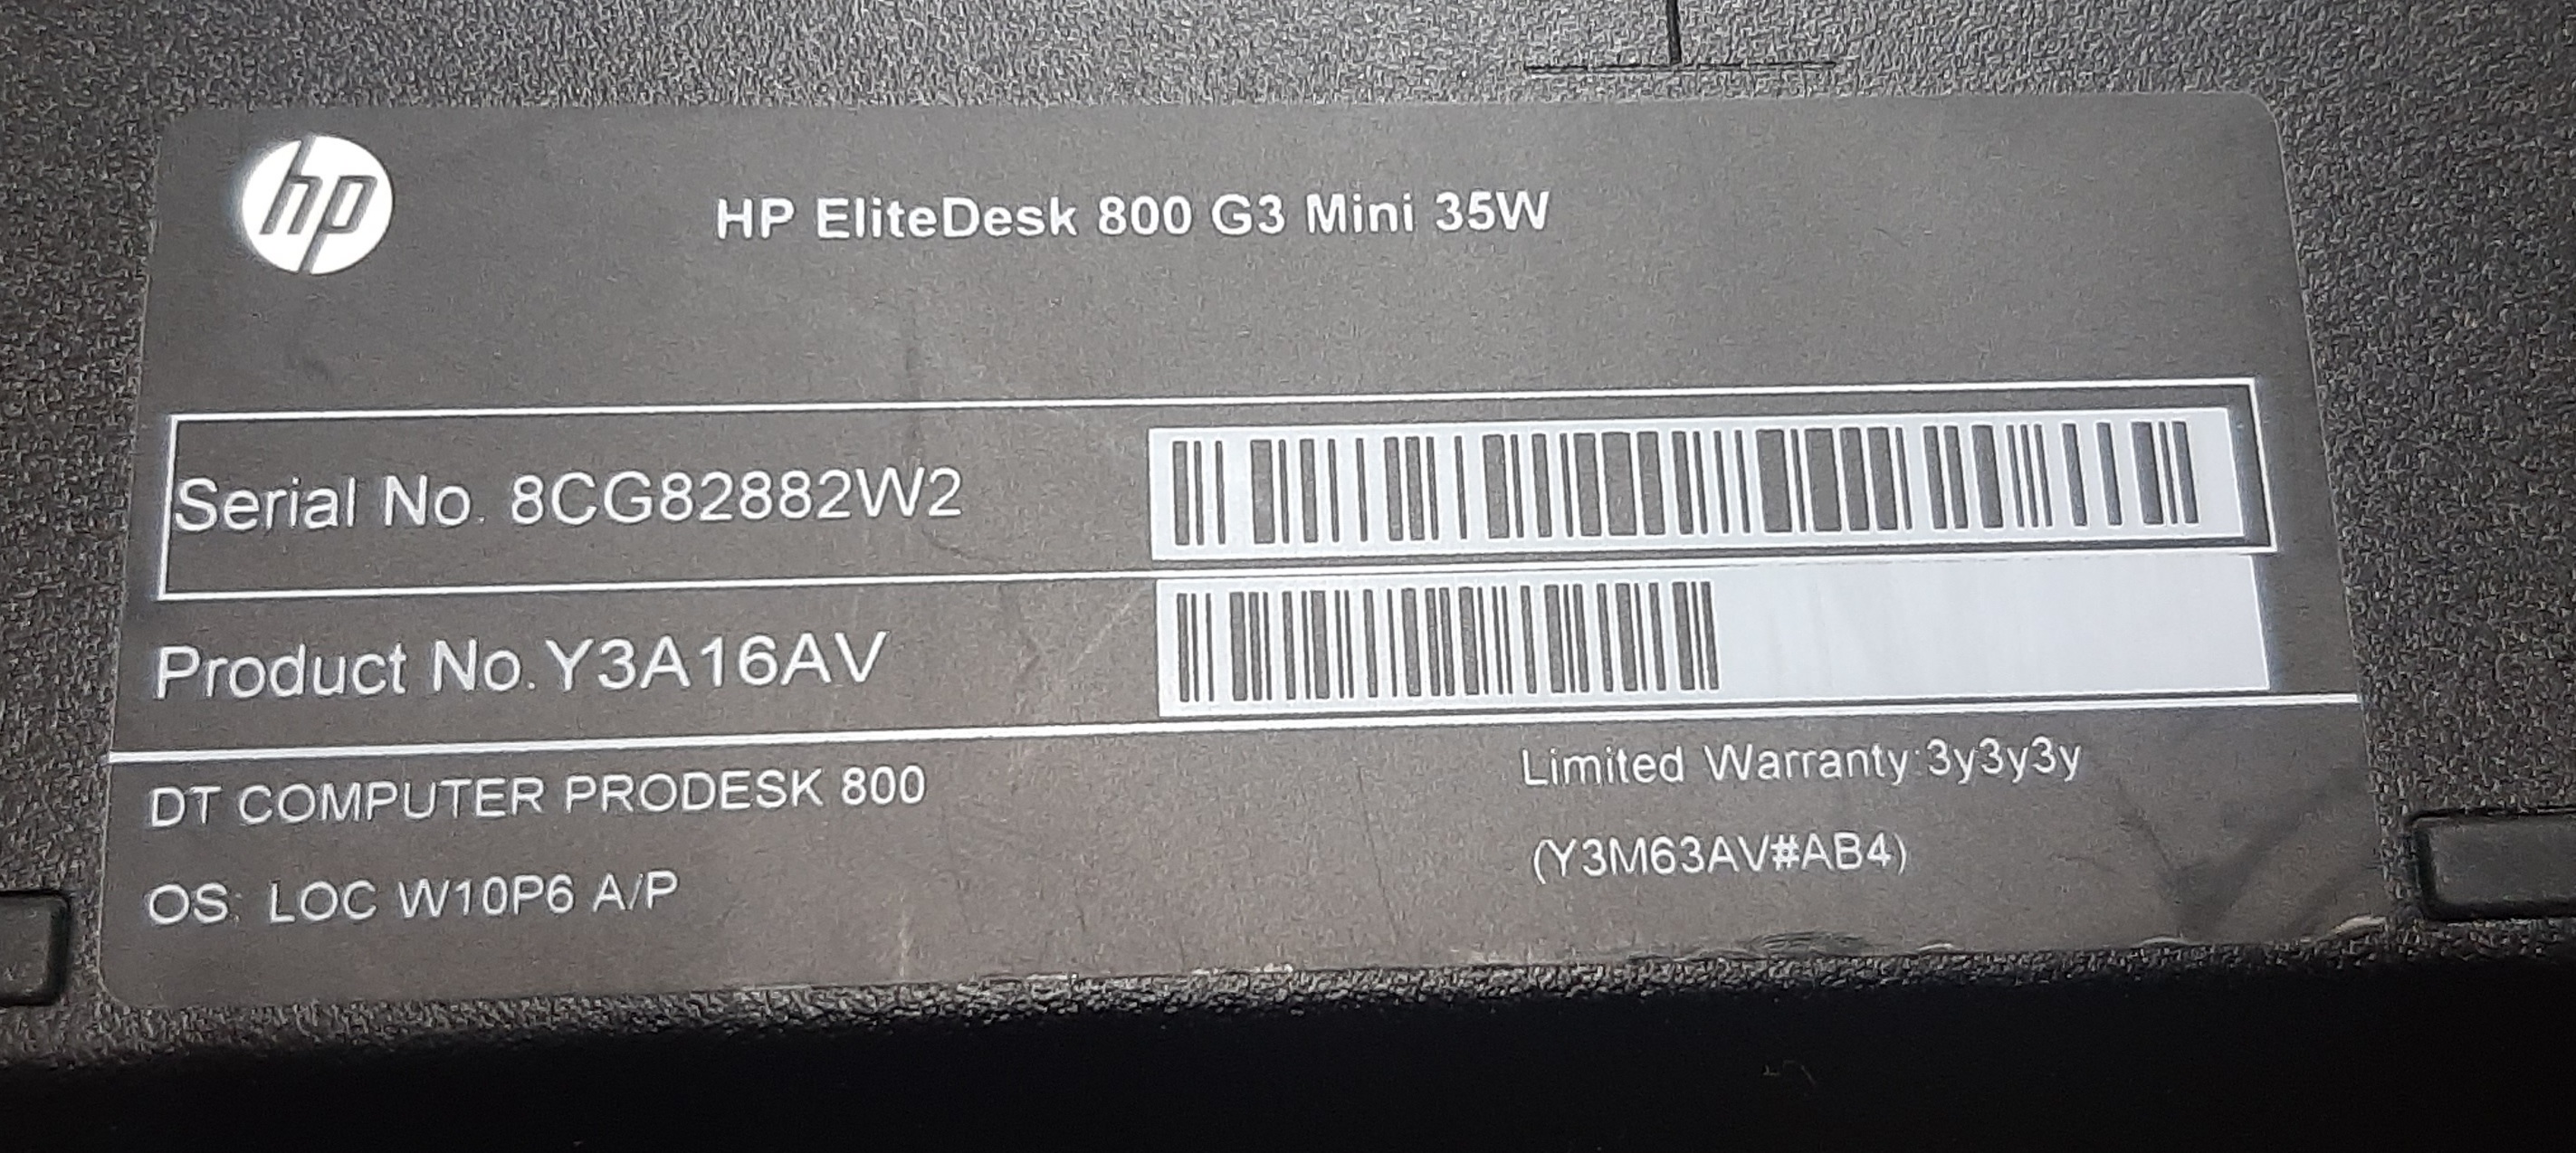 hp
HP EliteDesk 800 G3 Mini 35W
Serial No. 8CG82882W2
Product No. Y3A16AV
DT COMPUTER PRODESK 800
Limited Warranty:3y3y3y
OS: LOC W10P6 A/P
(Y3M63AV#AB4)